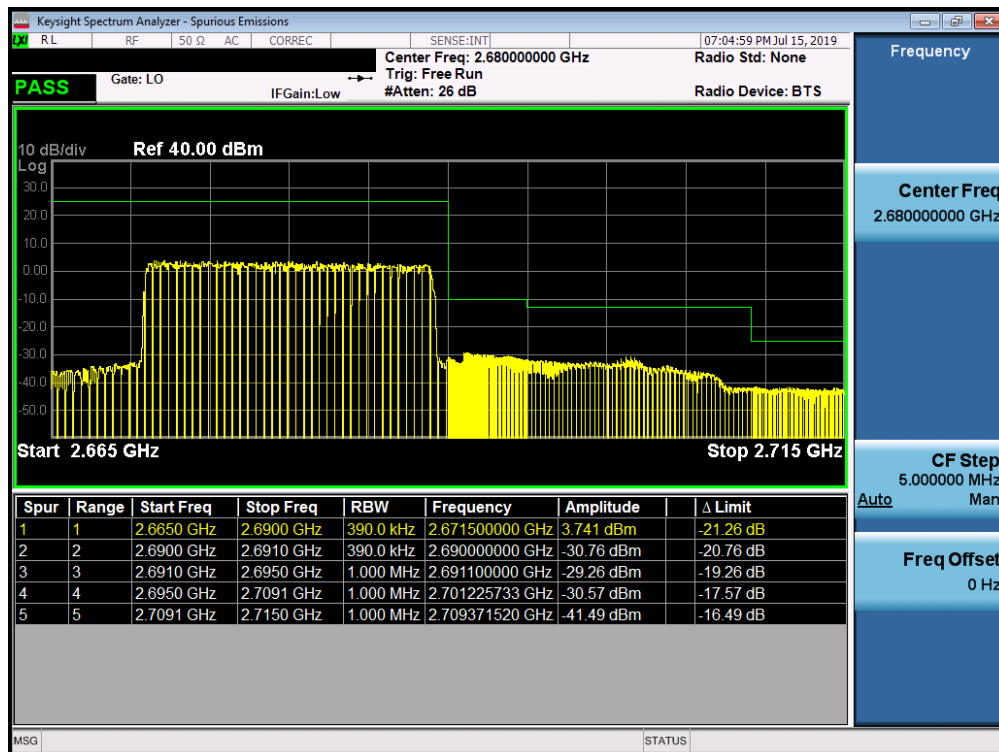 Keysight Spectrum Analyzer - Spurious Emissions
LXI RL RF 50 Ω AC CORREC SENSE:INT 07:04:59 PM Jul 15, 2019
Center Freq: 2.680000000 GHz Radio Std: None
Gate: LO Trig: Free Run
PASS IFGain:Low #Atten: 26 dB Radio Device: BTS
10 dB/div Ref 40.00 dBm
Log
30.0
20.0
10.0
0.00
-10.0
-20.0
-30.0
-40.0
-50.0
Start 2.665 GHz Stop 2.715 GHz
Spur Range Start Freq Stop Freq RBW Frequency Amplitude Δ Limit
1 1 2.6650 GHz 2.6900 GHz 390.0 kHz 2.671500000 GHz 3.741 dBm -21.26 dB
2 2 2.6900 GHz 2.6910 GHz 390.0 kHz 2.690000000 GHz -30.76 dBm -20.76 dB
3 3 2.6910 GHz 2.6950 GHz 1.000 MHz 2.691100000 GHz -29.26 dBm -19.26 dB
4 4 2.6950 GHz 2.7091 GHz 1.000 MHz 2.701225733 GHz -30.57 dBm -17.57 dB
5 5 2.7091 GHz 2.7150 GHz 1.000 MHz 2.709371520 GHz -41.49 dBm -16.49 dB
MSG STATUS
Frequency
Center Freq
2.680000000 GHz
CF Step
5.000000 MHz
Auto Man
Freq Offset
0 Hz